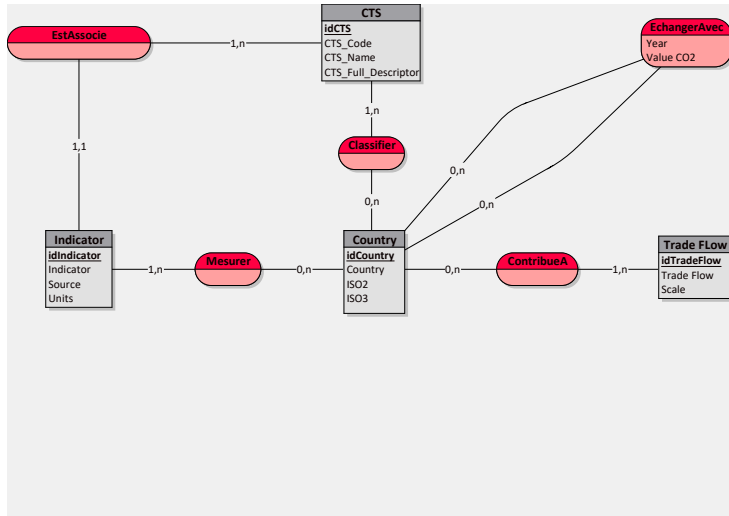 CTS
idCTS
CTS_Code
CTS_Name
CTS_Full_Descriptor
EstAssocie
EchangerAvec
Year
Value CO2
1,n
1,n
1,1
Classifier
0,n
0,n
0,n
Indicator
idIndicator
Indicator
Source
Units
1,n
Mesurer
0,n
Country
idCountry
Country
ISO2
ISO3
0,n
ContribueA
1,n
Trade FLow
idTradeFlow
Trade Flow
Scale